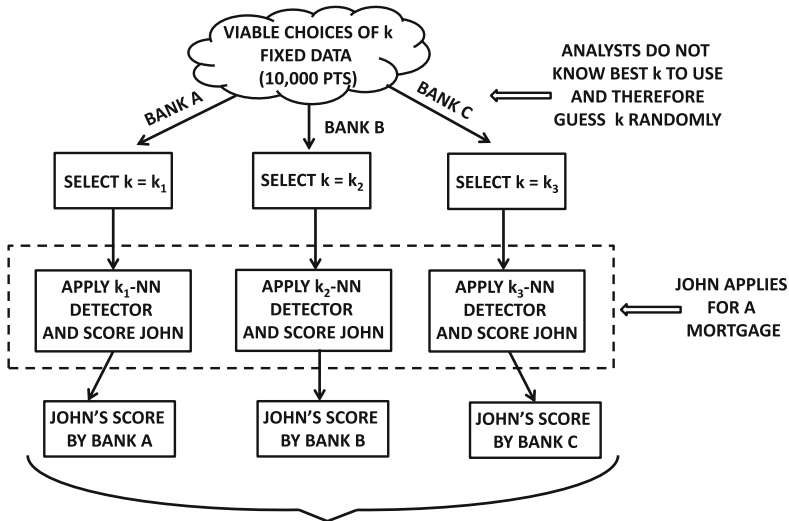 VIABLE CHOICES OF k
FIXED DATA
(10,000 PTS)
ANALYSTS DO NOT
KNOW BEST k TO USE
AND THEREFORE
GUESS k RANDOMLY
BANK A
BANK B
BANK C
SELECT k = k₁
SELECT k = k₂
SELECT k = k₃
APPLY k₁-NN
DETECTOR
AND SCORE JOHN
APPLY k₂-NN
DETECTOR
AND SCORE JOHN
APPLY k₃-NN
DETECTOR
AND SCORE JOHN
JOHN APPLIES
FOR A
MORTGAGE
JOHN'S SCORE
BY BANK A
JOHN'S SCORE
BY BANK B
JOHN'S SCORE
BY BANK C